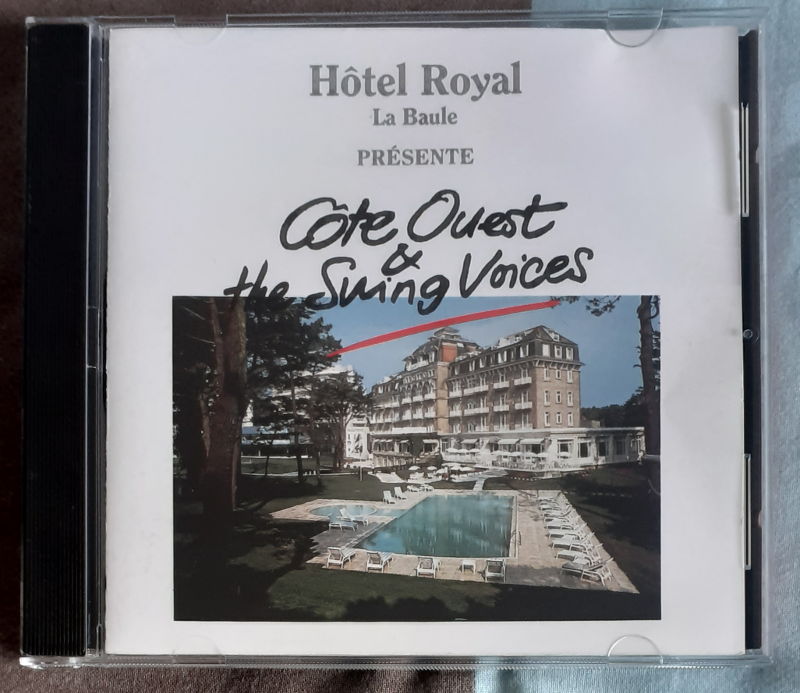 Hôtel Royal
La Baule
PRÉSENTE
Côte Ouest
&
the Swing Voices